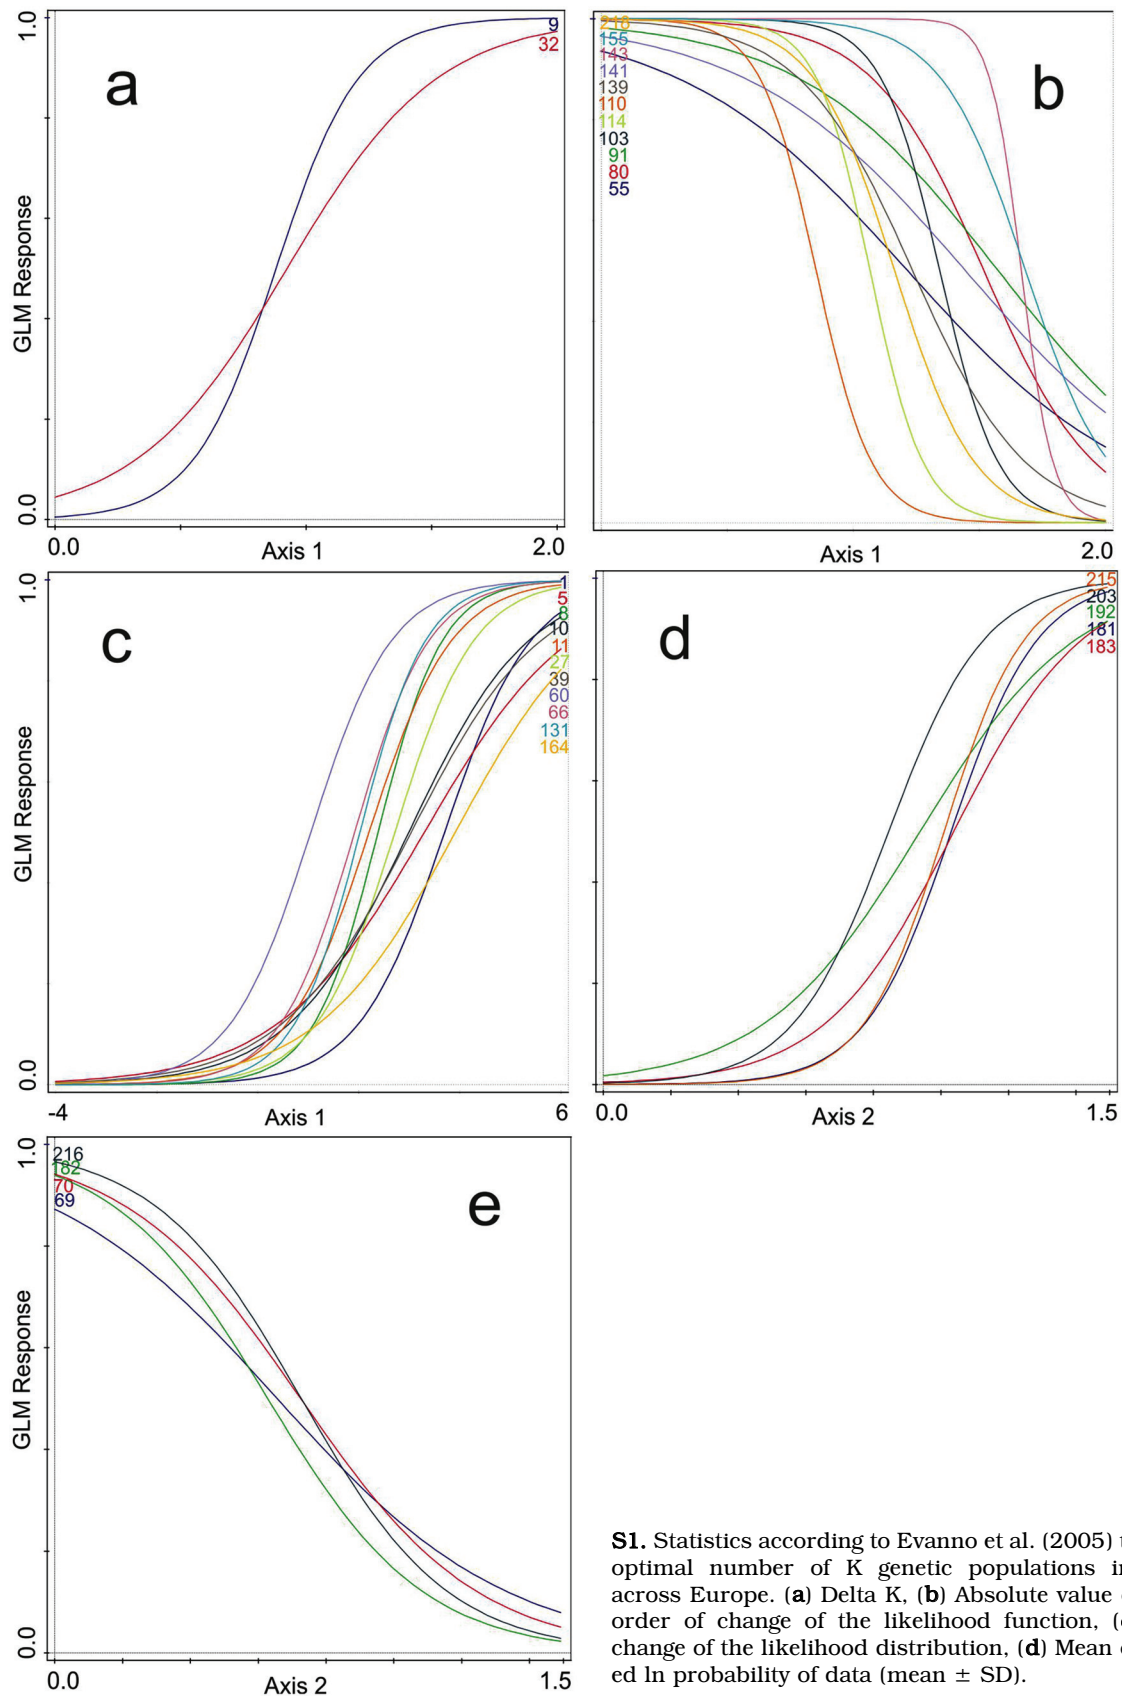 1.0
GLM Response
0.0
a
9
32
0.0
Axis 1
2.0
218
155
143
141
139
110
114
103
91
80
55
b
Axis 1
2.0
1.0
GLM Response
0.0
c
1
5
8
10
11
27
39
60
66
131
164
-4
Axis 1
6
d
215
203
192
181
183
0.0
Axis 2
1.5
1.0
GLM Response
0.0
216
182
70
69
e
0.0
Axis 2
1.5
S1. Statistics according to Evanno et al. (2005)
optimal number of K genetic populations
across Europe. (a) Delta K, (b) Absolute value
order of change of the likelihood function,
change of the likelihood distribution, (d) Mean
ed ln probability of data (mean ± SD).